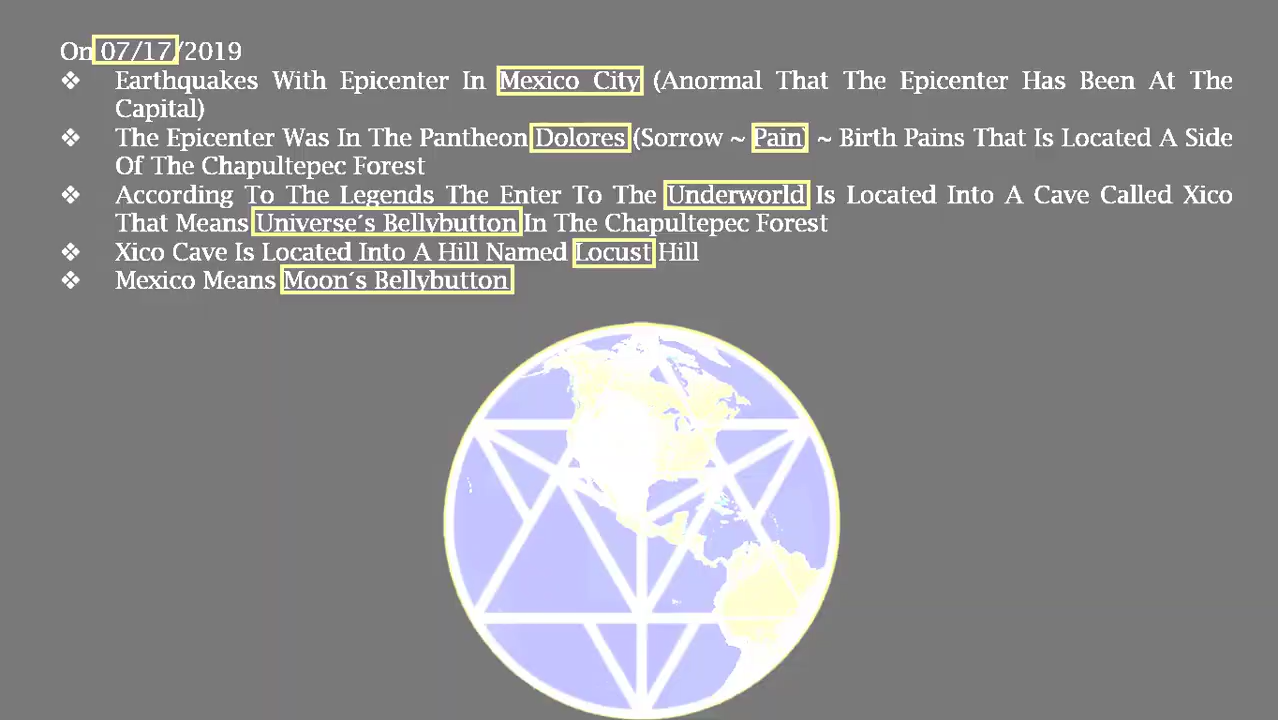 On 07/17/2019
❖ Earthquakes With Epicenter In Mexico City (Anormal That The Epicenter Has Been At The
Capital)
❖ The Epicenter Was In The Pantheon Dolores (Sorrow ~ Pain) ~ Birth Pains That Is Located A Side
Of The Chapultepec Forest
❖ According To The Legends The Enter To The Underworld Is Located Into A Cave Called Xico
That Means Universe´s Bellybutton In The Chapultepec Forest
❖ Xico Cave Is Located Into A Hill Named Locust Hill
❖ Mexico Means Moon´s Bellybutton